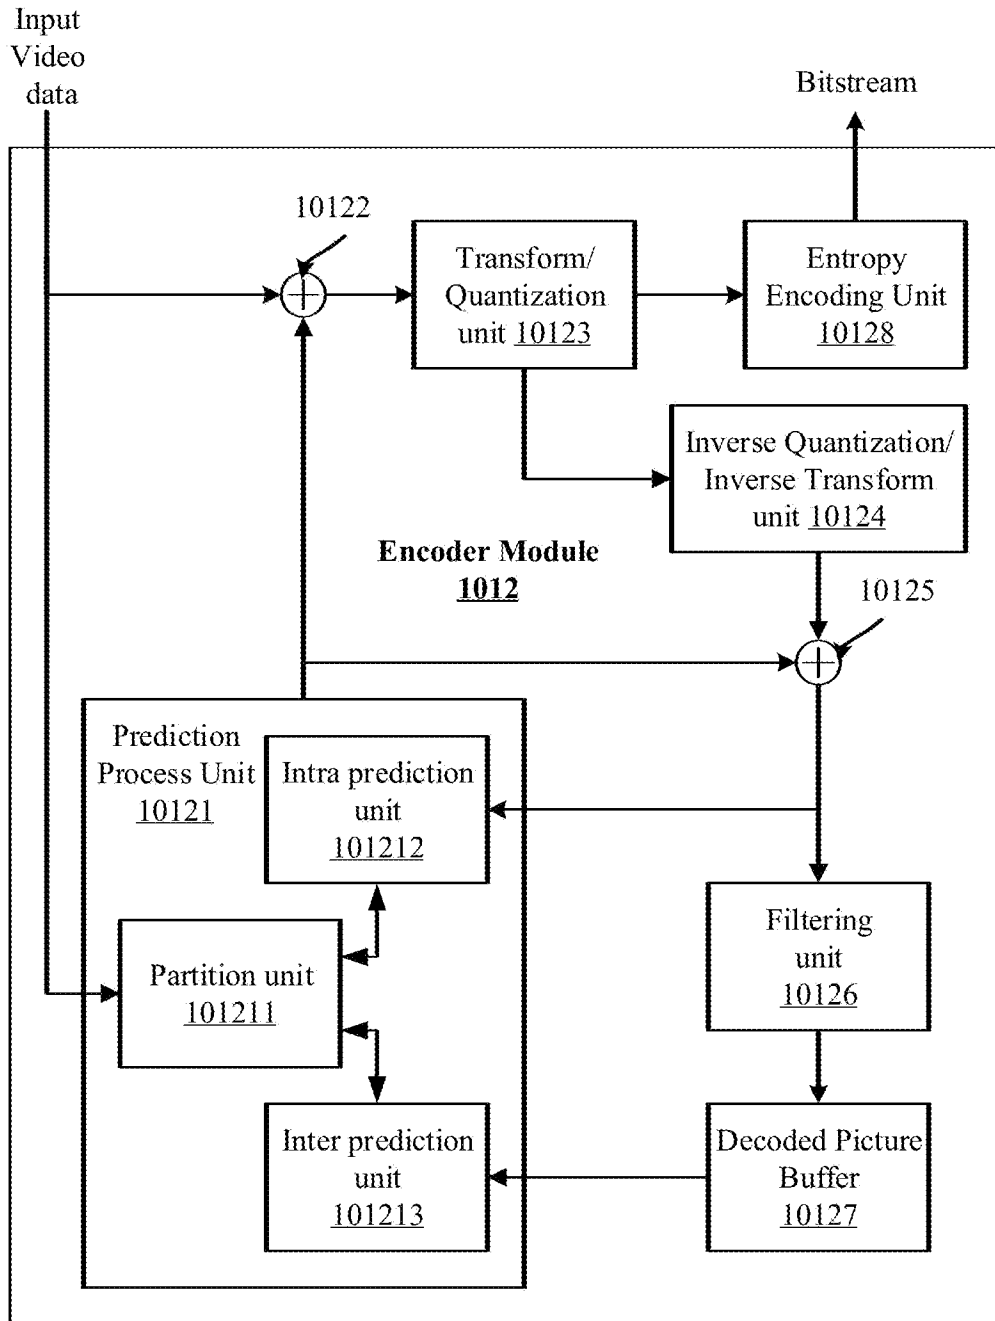 Input
Video
data
Bitstream
10122
Transform/
Quantization
unit 10123
Entropy
Encoding Unit
10128
Inverse Quantization/
Inverse Transform
unit 10124
Encoder Module
1012
10125
Prediction
Process Unit
10121
Intra prediction
unit
101212
Partition unit
101211
Filtering
unit
10126
Inter prediction
unit
101213
Decoded Picture
Buffer
10127